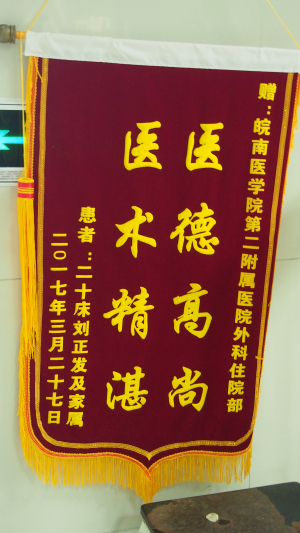 赠：皖南医学院第二附属医院外科住院部
医德高尚
医术精湛
患者：二十床刘正发及家属
二〇一七年三月二十七日